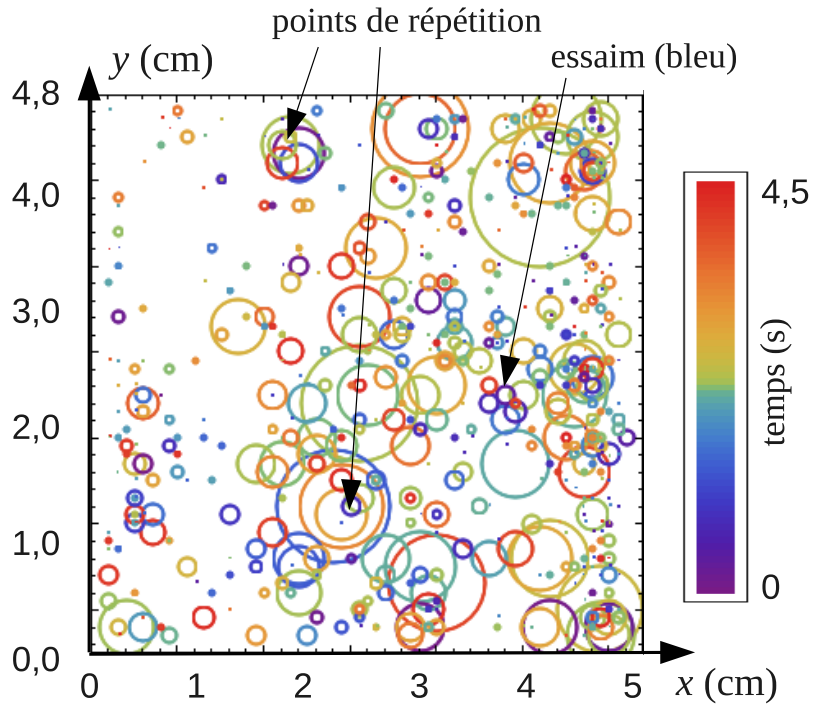 points de répétition
y (cm)
essaim (bleu)
4,8
4,0
3,0
2,0
1,0
0,0
0
1
2
3
4
5
x (cm)
4,5
temps (s)
0